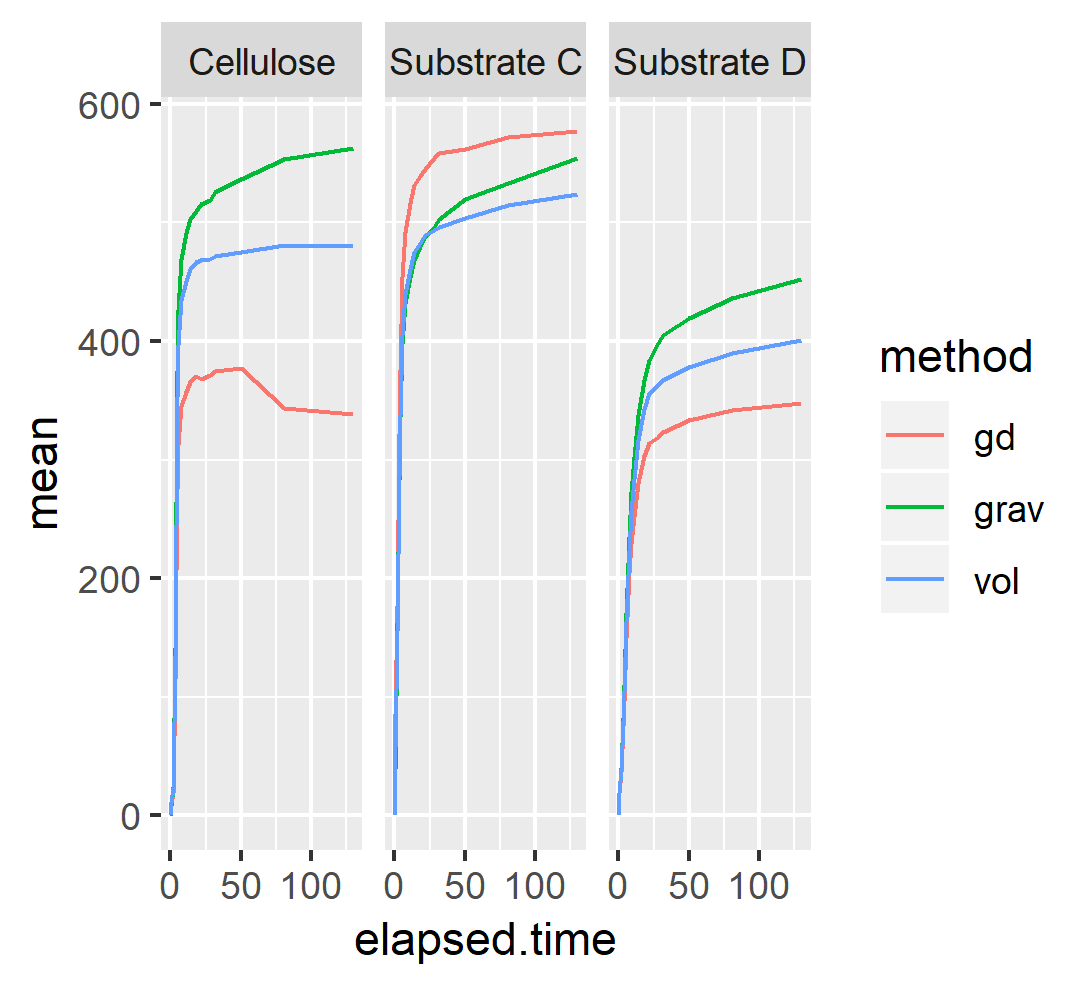 Cellulose Substrate C Substrate D
600
400
200
0
mean
0 50 100 0 50 100 0 50 100
elapsed.time
method
gd
grav
vol